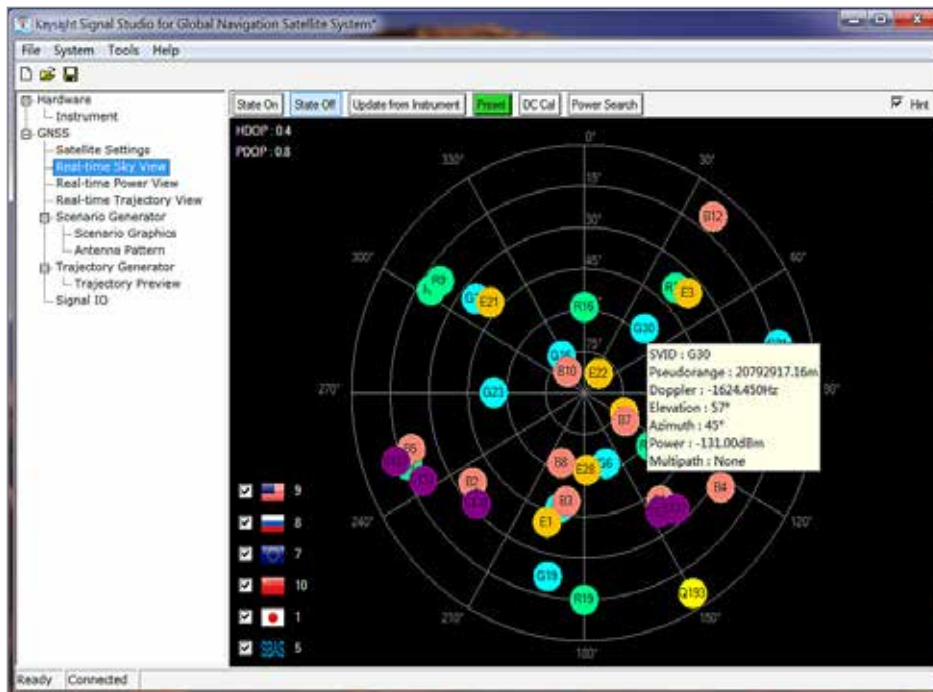 Keysight Signal Studio for Global Navigation Satellite System*
File System Tools Help
State On State Off Update from Instrument Preset DC Cal Power Search Hint
Hardware
Instrument
GNSS
Satellite Settings
Real-time Sky View
Real-time Power View
Real-time Trajectory View
Scenario Generator
Scenario Graphics
Antenna Pattern
Trajectory Generator
Trajectory Preview
Signal IO
HDOP : 0.4
PDOP : 0.8
0°
330° 30°
15°
B12
30°
300° 60°
R9
45°
E21 E3
R16
G30
75°
B10 E22
270° G23
B7
SVID : G30
Pseudorange : 20792917.16m
Doppler : -1624.450Hz
Elevation : 57°
Azimuth : 45°
Power : -131.00dBm
Multipath : None
B5
B8 E28 G6
B2 B4
B3
E1
240° 120°
G19
R19 Q193
210° 150°
180°
9
8
7
10
1
SBAS 5
Ready Connected